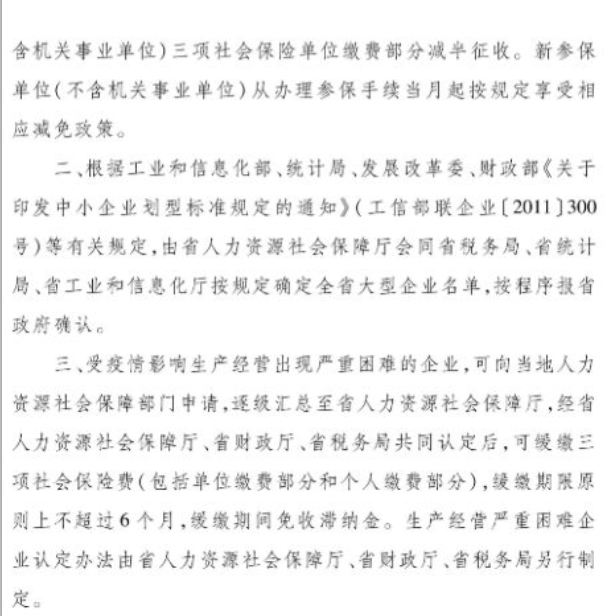 含机关事业单位)三项社会保险单位缴费部分减半征收。新参保
单位(不含机关事业单位)从办理参保手续当月起按规定享受相
应减免政策。
二、根据工业和信息化部、统计局、发展改革委、财政部《关于
印发中小企业划型标准规定的通知》(工信部联企业〔2011〕300
号)等有关规定,由省人力资源社会保障厅会同省税务局、省统计
局、省工业和信息化厅按规定确定全省大型企业名单,按程序报省
政府确认。
三、受疫情影响生产经营出现严重困难的企业,可向当地人力
资源社会保障部门申请,逐级汇总至省人力资源社会保障厅,经省
人力资源社会保障厅、省财政厅、省税务局共同认定后,可缓缴三
项社会保险费(包括单位缴费部分和个人缴费部分),缓缴期限原
则上不超过6个月,缓缴期间免收滞纳金。生产经营严重困难企
业认定办法由省人力资源社会保障厅、省财政厅、省税务局另行制
定。